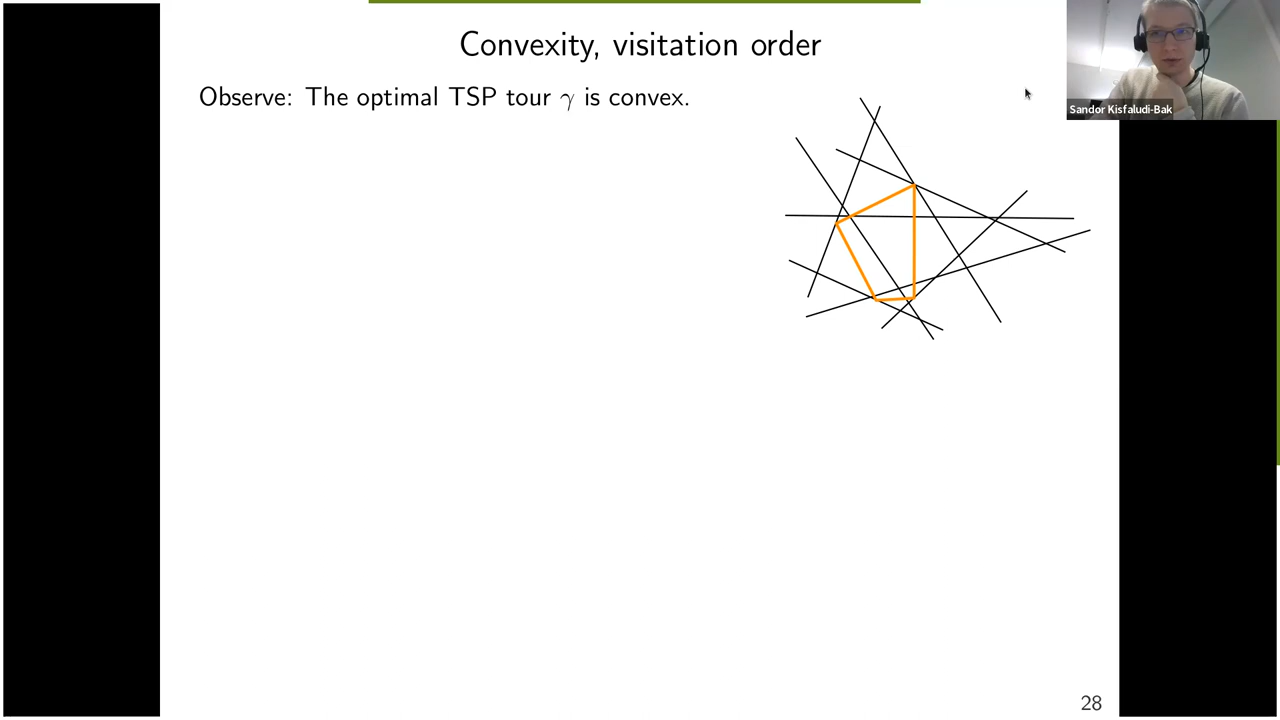 Convexity, visitation order
Observe: The optimal TSP tour γ is convex.
Sandor Kisfaludi-Bak
28